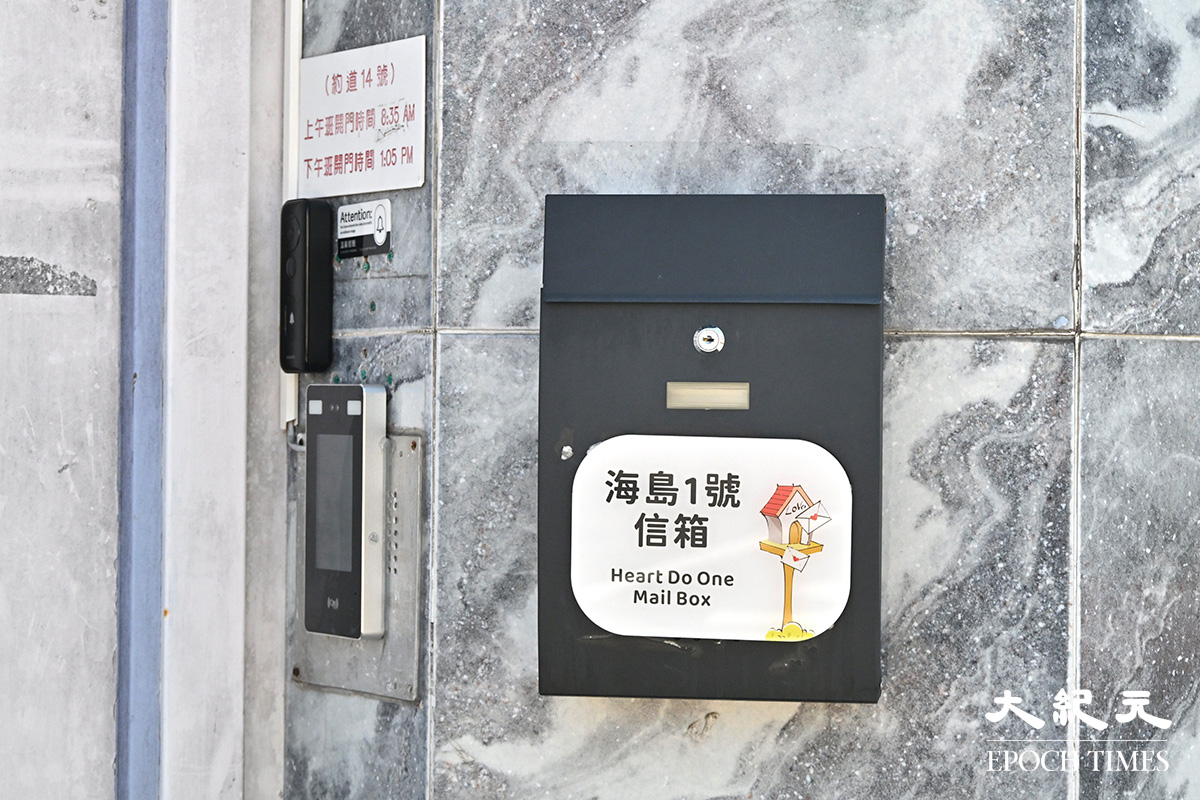 （約道14號）
上午班開門時間 8:35 AM
下午班開門時間 1:05 PM
Attention:
海島1號
信箱
Heart Do One
Mail Box
Love
大紀元
EPOCH TIMES